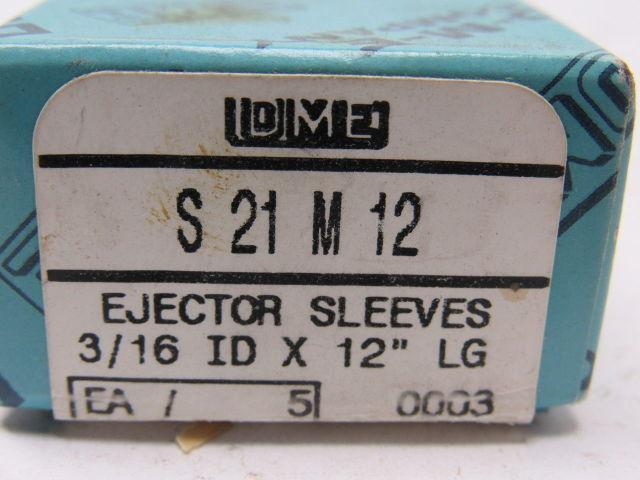 DME
S 21 M 12
EJECTOR SLEEVES
3/16 ID X 12" LG
EA / 5 0003